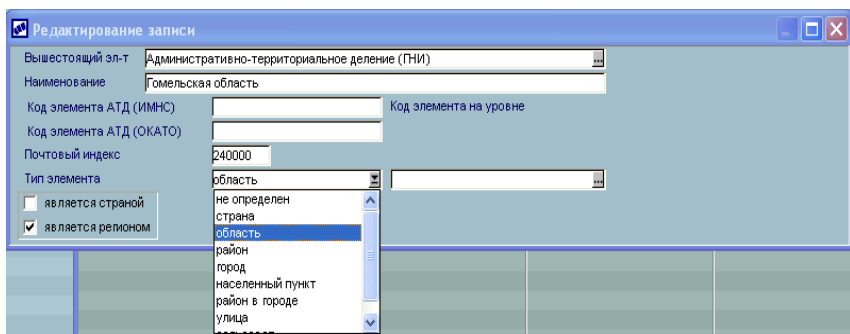 Редактирование записи
Вышестоящий эл-т Административно-территориальное деление (ГНИ) ...
Наименование Гомельская область
Код элемента АТД (ИМНС) Код элемента на уровне
Код элемента АТД (ОКАТО)
Почтовый индекс 240000
Тип элемента область ...
является страной
является регионом
не определен
страна
область
район
город
населенный пункт
район в городе
улица